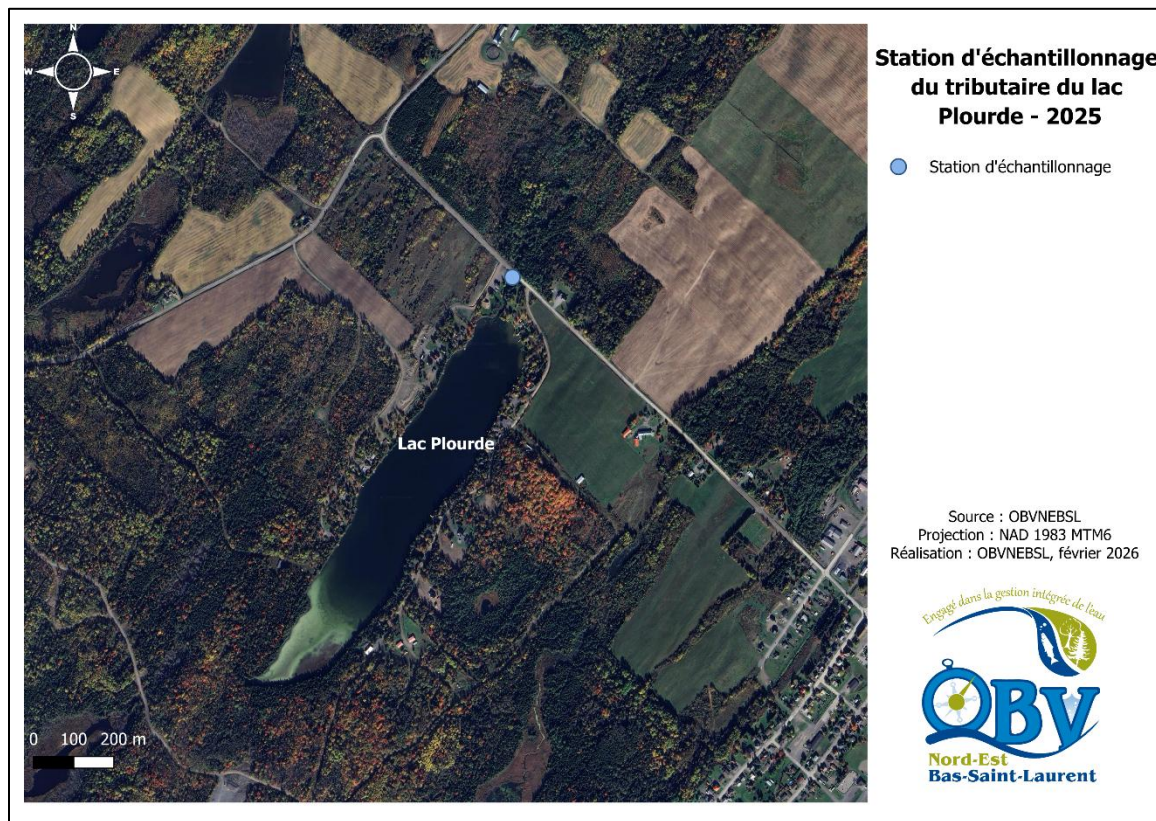 N
W E
S
Station d'échantillonnage
du tributaire du lac
Plourde - 2025
Station d'échantillonnage
Lac Plourde
Source : OBVNEBSL
Projection : NAD 1983 MTM6
Réalisation : OBVNEBSL, février 2026
Engagé dans la gestion intégrée de l'eau
OBV
Nord-Est
Bas-Saint-Laurent
0 100 200 m